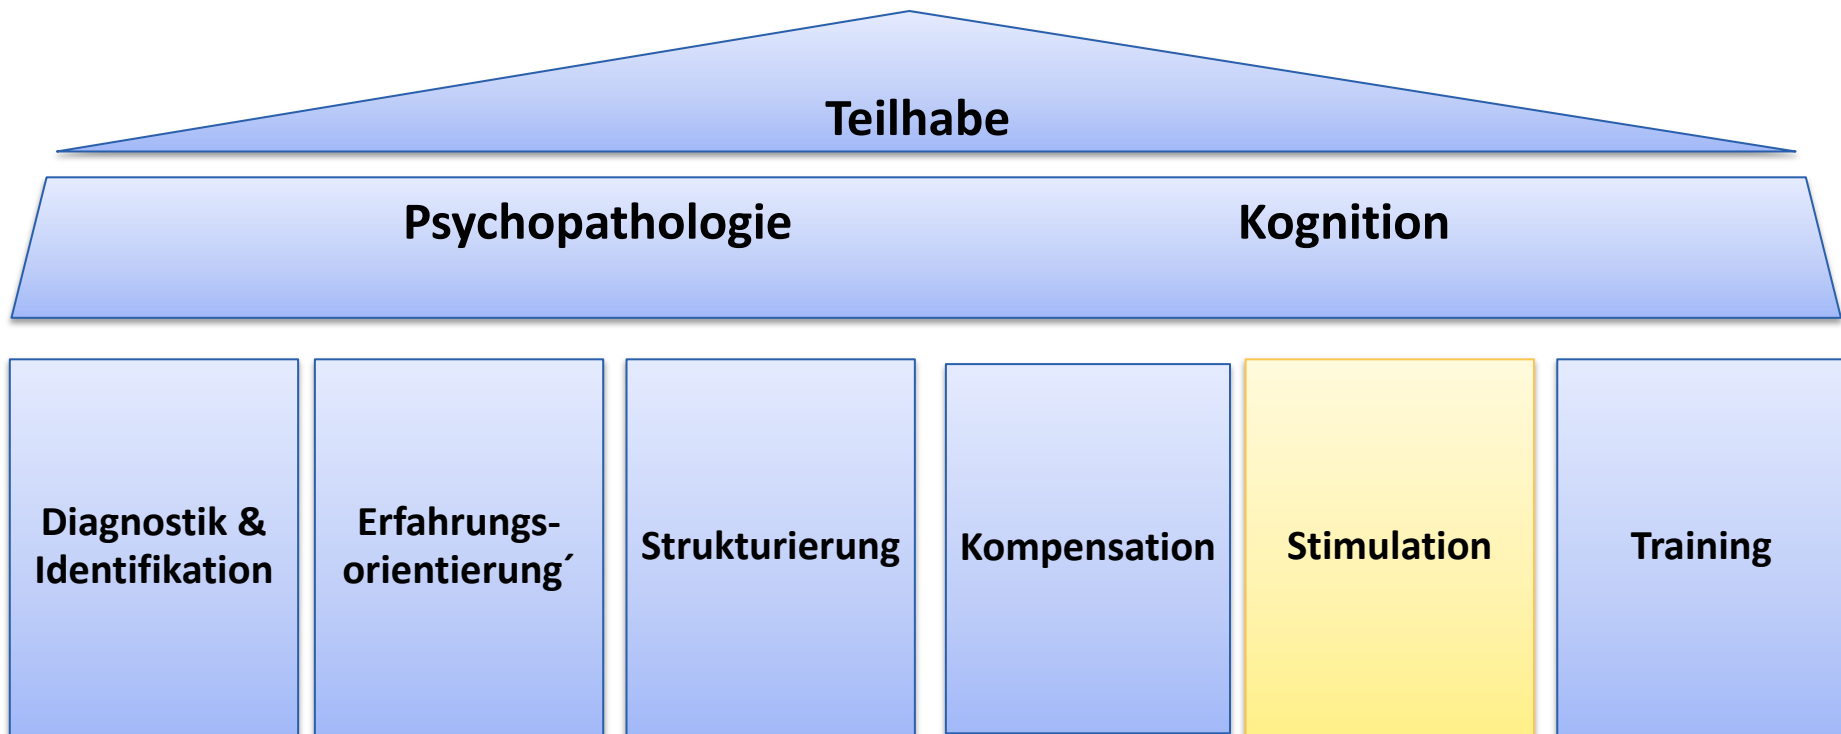 Teilhabe
Psychopathologie Kognition
Diagnostik &
Identifikation
Erfahrungs-
orientierung´
Strukturierung
Kompensation
Stimulation
Training